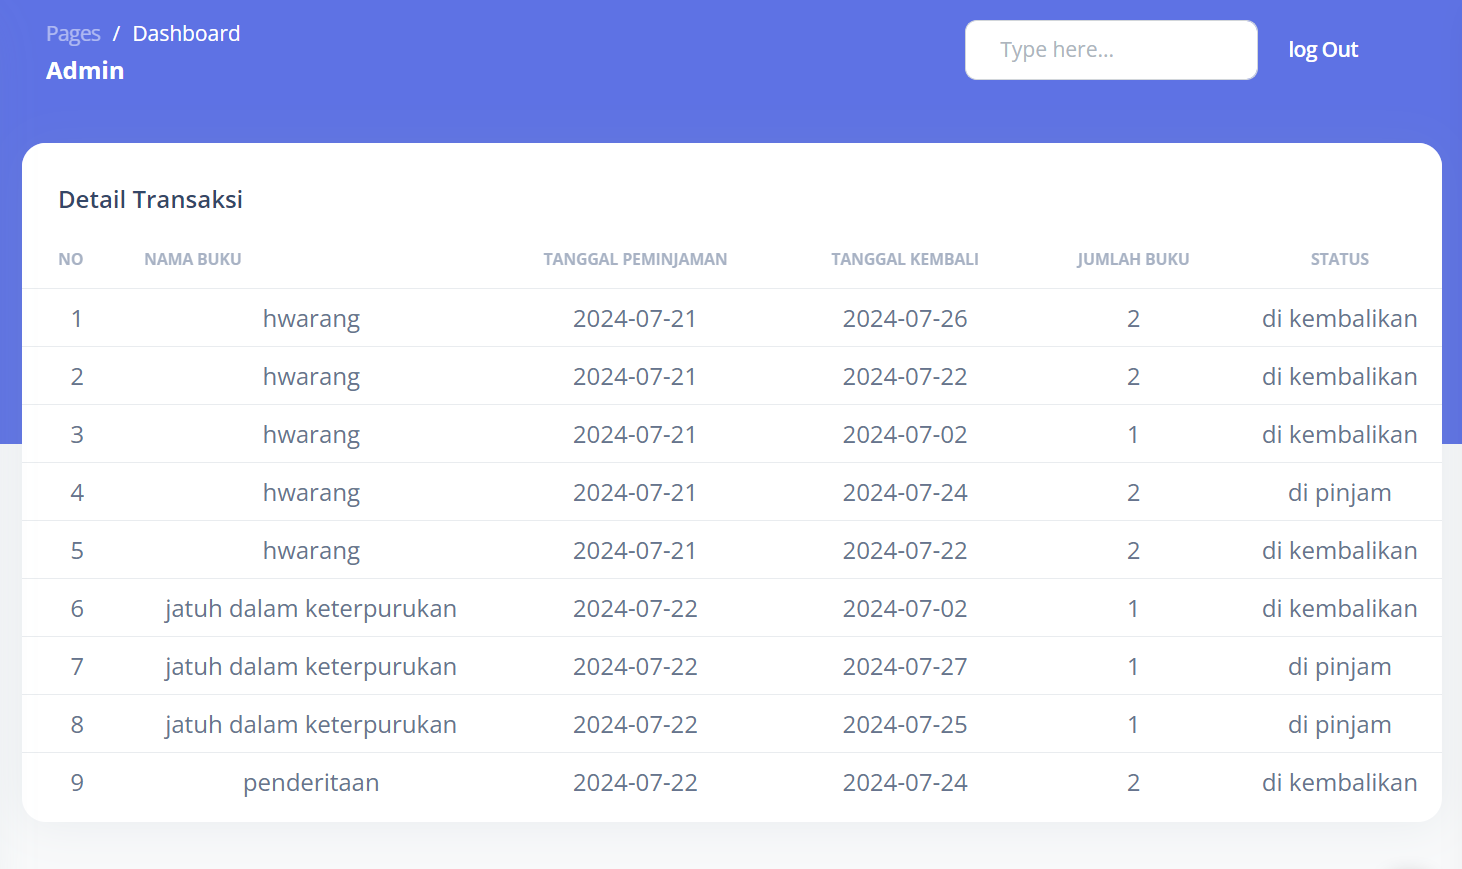 Pages / Dashboard
Admin
Type here...
log Out
Detail Transaksi
NO NAMA BUKU TANGGAL PEMINJAMAN TANGGAL KEMBALI JUMLAH BUKU STATUS
1 hwarang 2024-07-21 2024-07-26 2 di kembalikan
2 hwarang 2024-07-21 2024-07-22 2 di kembalikan
3 hwarang 2024-07-21 2024-07-02 1 di kembalikan
4 hwarang 2024-07-21 2024-07-24 2 di pinjam
5 hwarang 2024-07-21 2024-07-22 2 di kembalikan
6 jatuh dalam keterpurukan 2024-07-22 2024-07-02 1 di kembalikan
7 jatuh dalam keterpurukan 2024-07-22 2024-07-27 1 di pinjam
8 jatuh dalam keterpurukan 2024-07-22 2024-07-25 1 di pinjam
9 penderitaan 2024-07-22 2024-07-24 2 di kembalikan